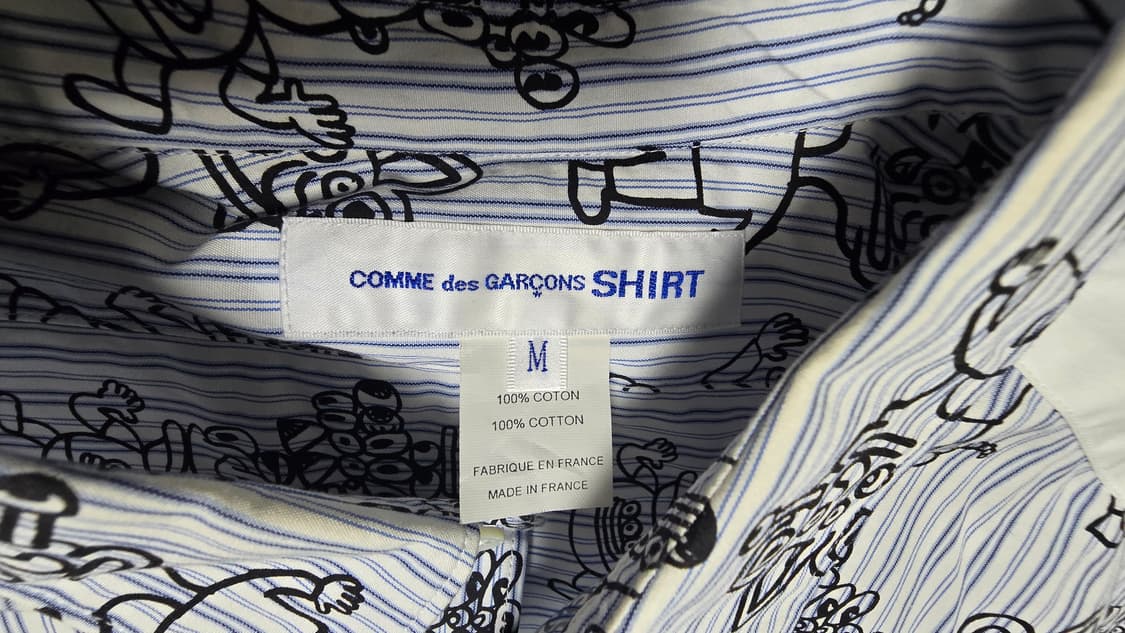 COMME des GARÇONS SHIRT
M
100% COTON
100% COTTON
FABRIQUE EN FRANCE
MADE IN FRANCE